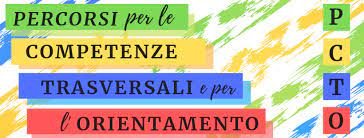 PERCORSI per le
COMPETENZE
TRASVERSALI e per
l'ORIENTAMENTO
P
C
T
O